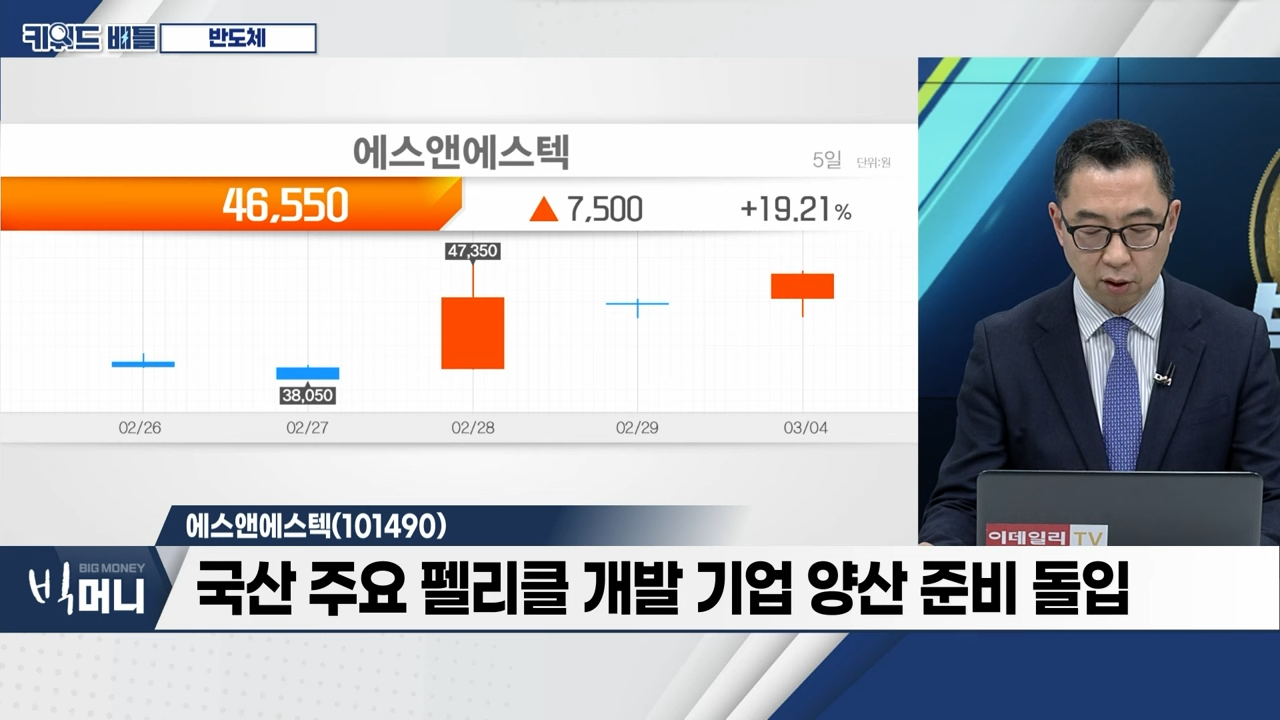 키워드 배틀
반도체
에스앤에스텍
5일 단위:원
46,550 ▲ 7,500 +19.21%
47,350
38,050
02/26 02/27 02/28 02/29 03/04
에스앤에스텍(101490)
이데일리 TV
BIG MONEY
빅머니
국산 주요 펠리클 개발 기업 양산 준비 돌입